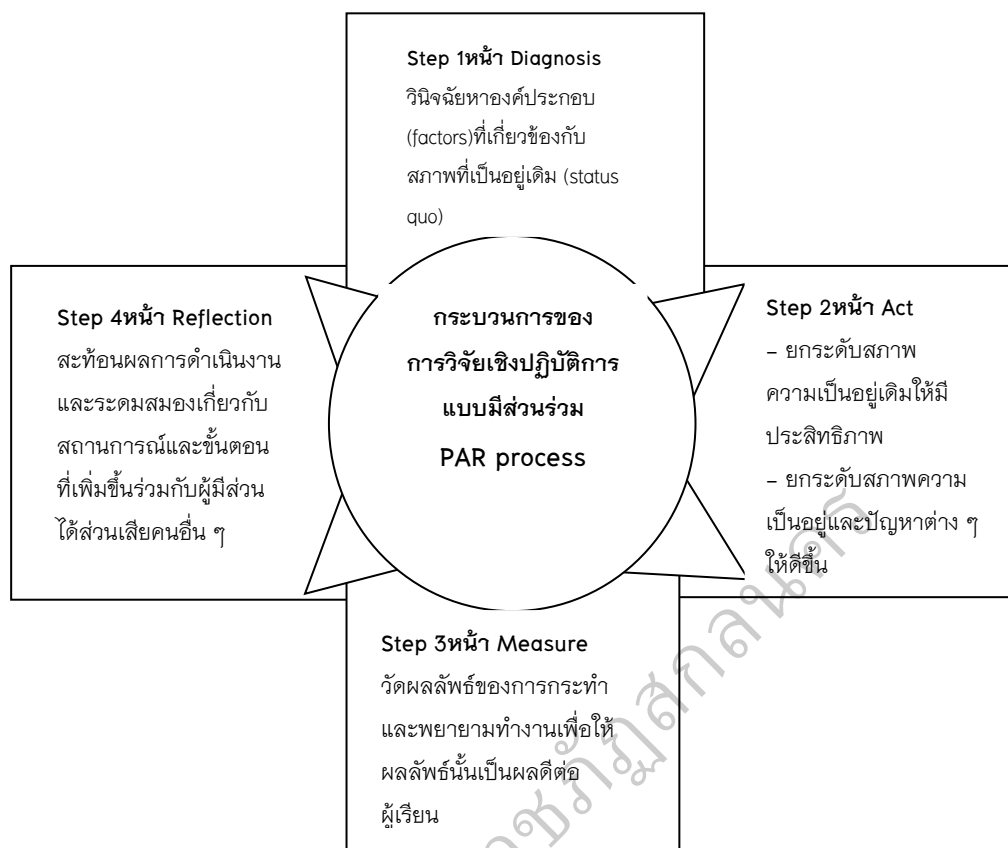 Step 1หน้า Diagnosis
วินิจฉัยหาองค์ประกอบ
(factors)ที่เกี่ยวข้องกับ
สภาพที่เป็นอยู่เดิม (status
quo)
กระบวนการของ
การวิจัยเชิงปฏิบัติการ
แบบมีส่วนร่วม
PAR process
Step 2หน้า Act
– ยกระดับสภาพ
ความเป็นอยู่เดิมให้มี
ประสิทธิภาพ
– ยกระดับสภาพความ
เป็นอยู่และปัญหาต่าง ๆ
ให้ดีขึ้น
Step 3หน้า Measure
วัดผลลัพธ์ของการกระทำ
และพยายามทำงานเพื่อให้
ผลลัพธ์นั้นเป็นผลดีต่อ
ผู้เรียน
Step 4หน้า Reflection
สะท้อนผลการดำเนินงาน
และระดมสมองเกี่ยวกับ
สถานการณ์และขั้นตอน
ที่เพิ่มขึ้นร่วมกับผู้มีส่วน
ได้ส่วนเสียคนอื่น ๆ